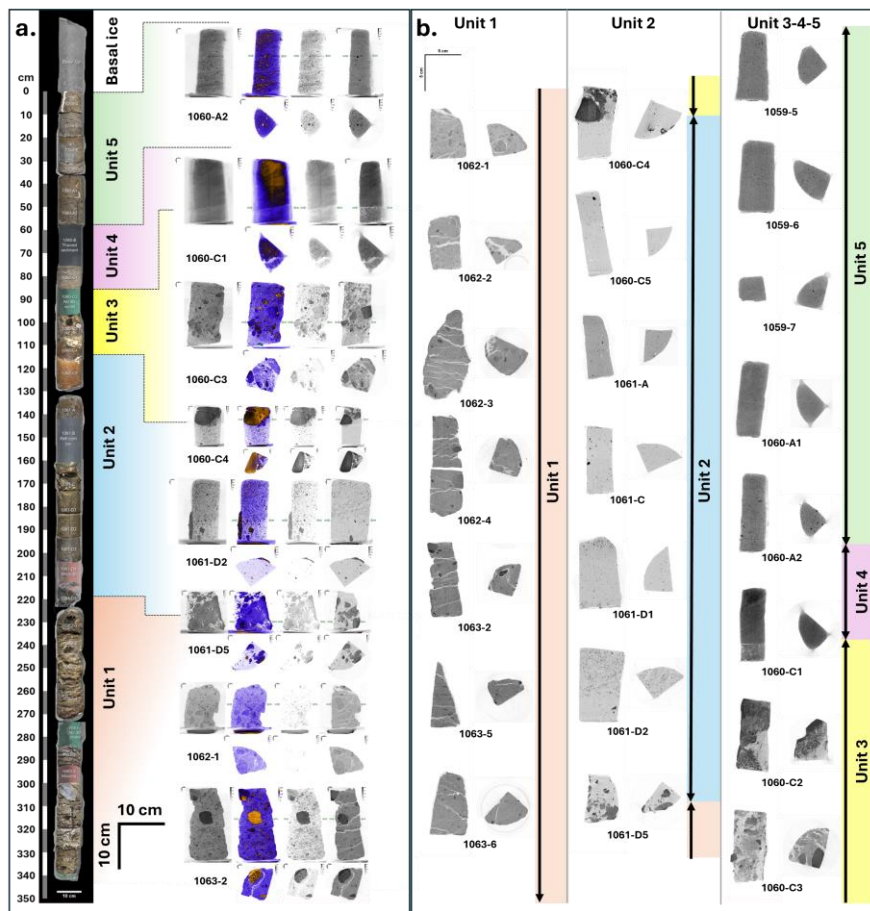 a.
cm
0
10
20
30
40
50
60
70
80
90
100
110
120
130
140
150
160
170
180
190
200
210
220
230
240
250
260
270
280
290
300
310
320
330
340
350
10 cm
Basal ice
Unit 5
Unit 4
Unit 3
Unit 2
Unit 1
10 cm
10 cm
1060-A2
1060-C1
1060-C3
1060-C4
1061-D2
1061-D5
1062-1
1063-2
b.
Unit 1
5 cm
5 cm
1062-1
1062-2
1062-3
1062-4
1063-2
1063-5
1063-6
Unit 1
Unit 2
1060-C4
1060-C5
1061-A
1061-C
1061-D1
1061-D2
1061-D5
Unit 2
Unit 3-4-5
1059-5
1059-6
1059-7
1060-A1
1060-A2
1060-C1
1060-C2
1060-C3
Unit 5
Unit 4
Unit 3